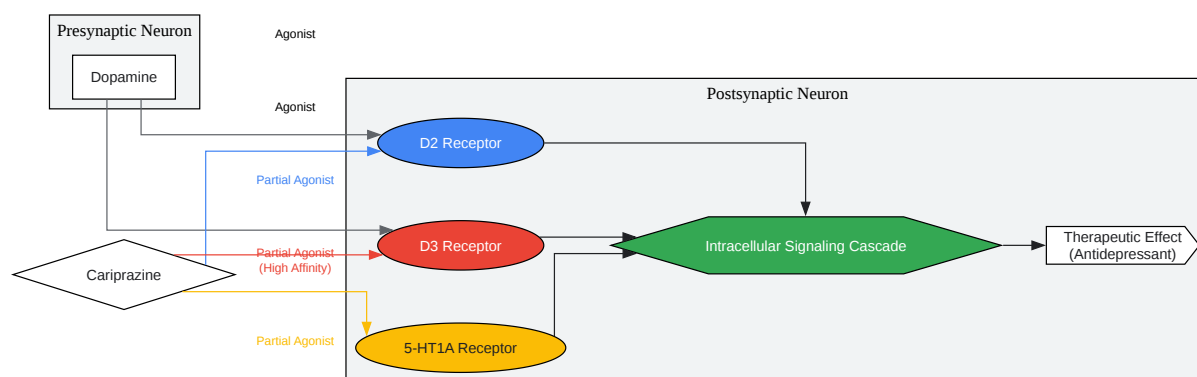 Presynaptic Neuron
Dopamine
Agonist
Agonist
Postsynaptic Neuron
D2 Receptor
Partial Agonist
D3 Receptor
Partial Agonist
(High Affinity)
Cariprazine
Intracellular Signaling Cascade
Therapeutic Effect
(Antidepressant)
Partial Agonist
5-HT1A Receptor